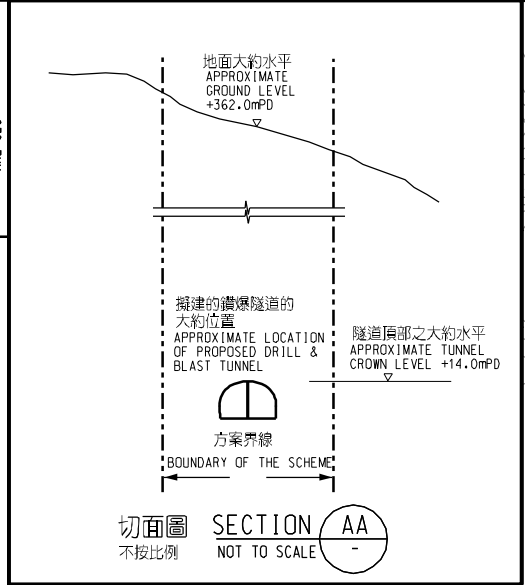 地面大約水平
APPROXIMATE
GROUND LEVEL
+362.0mPD
擬建的鑽爆隧道的
大約位置
APPROXIMATE LOCATION
OF PROPOSED DRILL &
BLAST TUNNEL
隧道頂部之大約水平
APPROXIMATE TUNNEL
CROWN LEVEL +14.0mPD
方案界線
BOUNDARY OF THE SCHEME
切面圖 SECTION AA
不按比例 NOT TO SCALE -